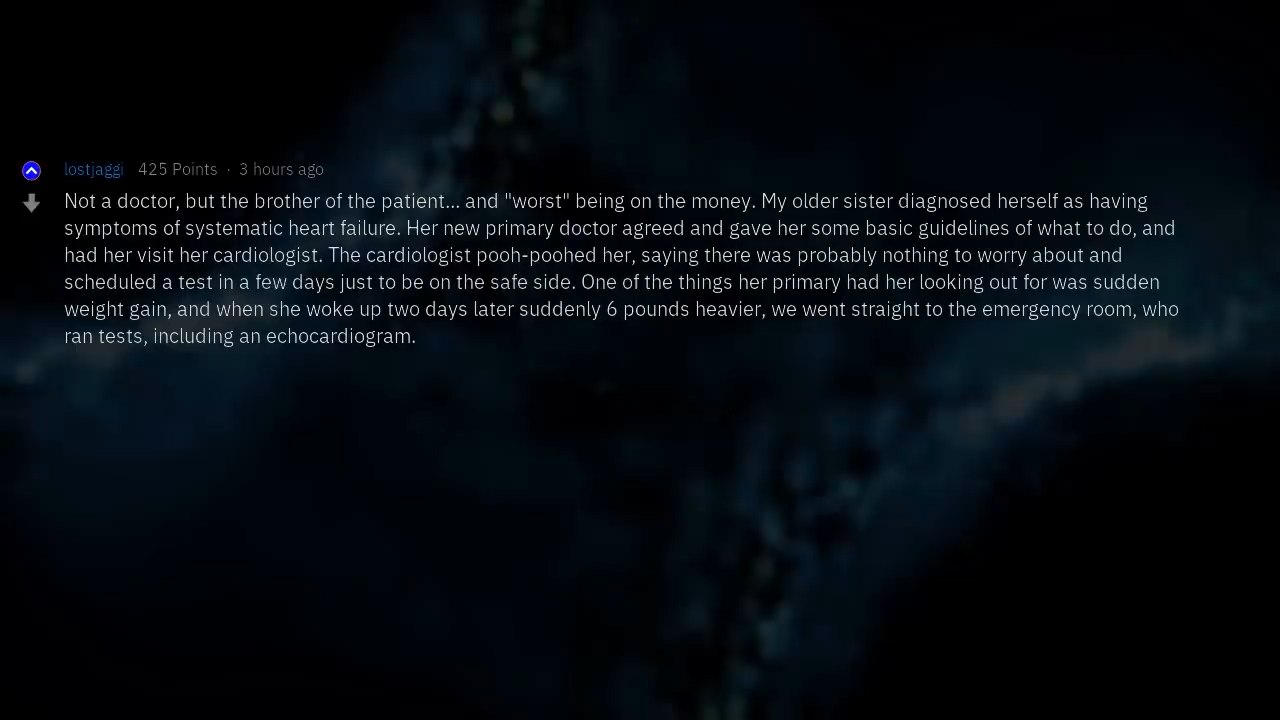 lostjaggi 425 Points · 3 hours ago
Not a doctor, but the brother of the patient... and "worst" being on the money. My older sister diagnosed herself as having
symptoms of systematic heart failure. Her new primary doctor agreed and gave her some basic guidelines of what to do, and
had her visit her cardiologist. The cardiologist pooh-poohed her, saying there was probably nothing to worry about and
scheduled a test in a few days just to be on the safe side. One of the things her primary had her looking out for was sudden
weight gain, and when she woke up two days later suddenly 6 pounds heavier, we went straight to the emergency room, who
ran tests, including an echocardiogram.